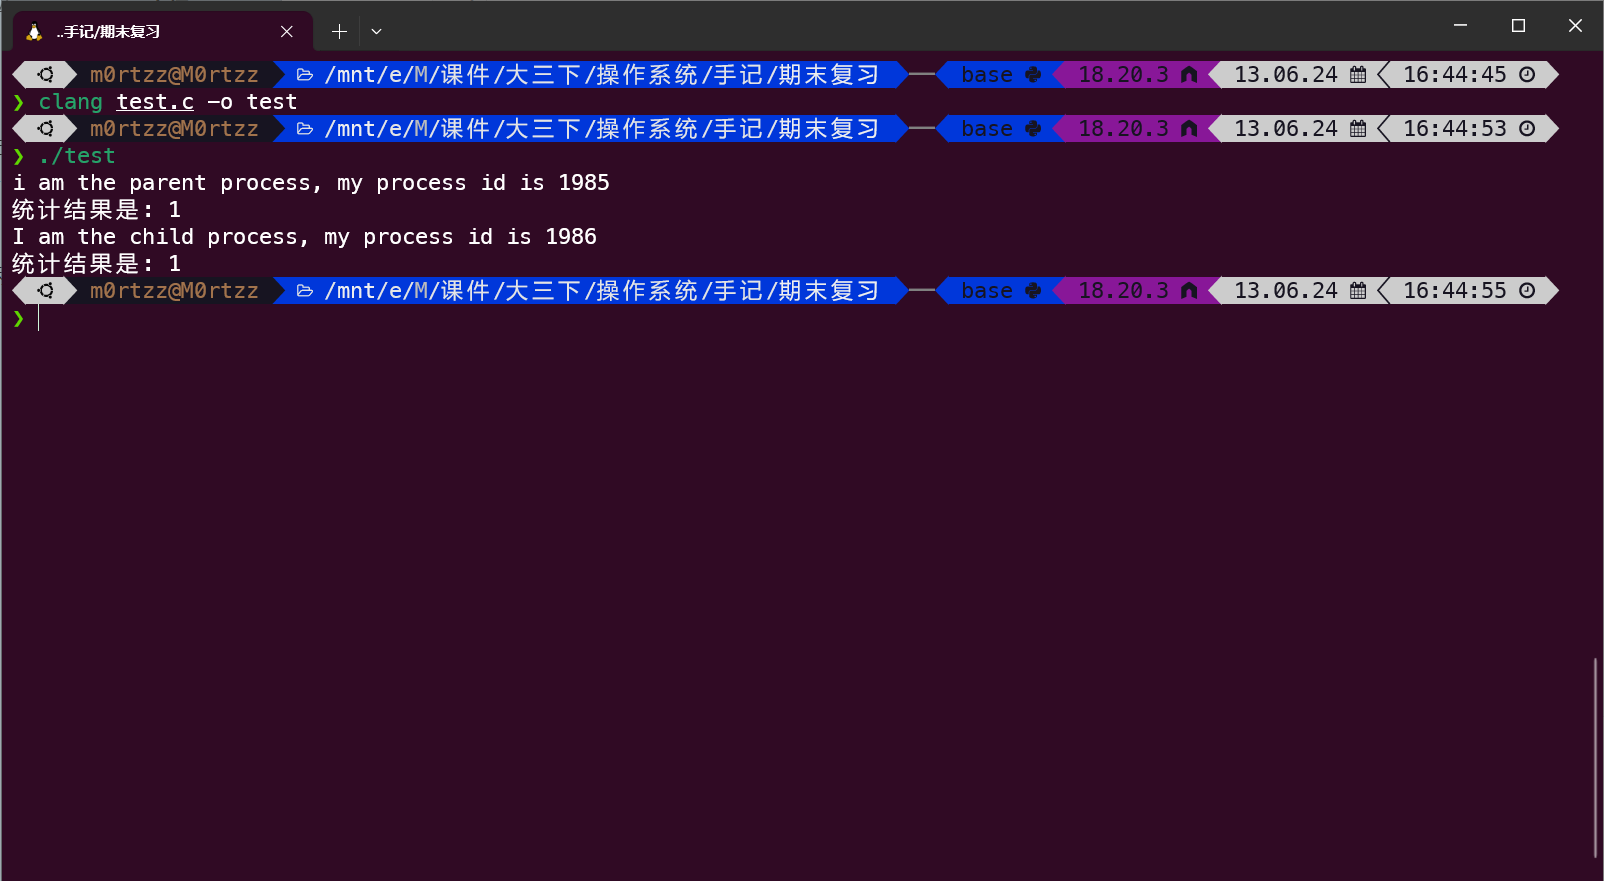 ..手记/期末复习
m0rtzz@M0rtzz /mnt/e/M/课件/大三下/操作系统/手记/期末复习 base 18.20.3 13.06.24 16:44:45
❯ clang test.c -o test
m0rtzz@M0rtzz /mnt/e/M/课件/大三下/操作系统/手记/期末复习 base 18.20.3 13.06.24 16:44:53
❯ ./test
i am the parent process, my process id is 1985
统计结果是: 1
I am the child process, my process id is 1986
统计结果是: 1
m0rtzz@M0rtzz /mnt/e/M/课件/大三下/操作系统/手记/期末复习 base 18.20.3 13.06.24 16:44:55
❯